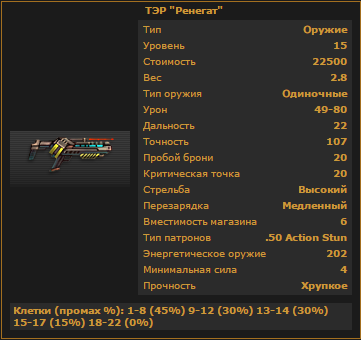 ТЭР "Ренегат"
Тип Оружие
Уровень 15
Стоимость 22500
Вес 2.8
Тип оружия Одиночные
Урон 49-80
Дальность 22
Точность 107
Пробой брони 20
Критическая точка 20
Стрельба Высокий
Перезарядка Медленный
Вместимость магазина 6
Тип патронов .50 Action Stun
Энергетическое оружие 202
Минимальная сила 4
Прочность Хрупкое
Клетки (промах %): 1-8 (45%) 9-12 (30%) 13-14 (30%)
15-17 (15%) 18-22 (0%)